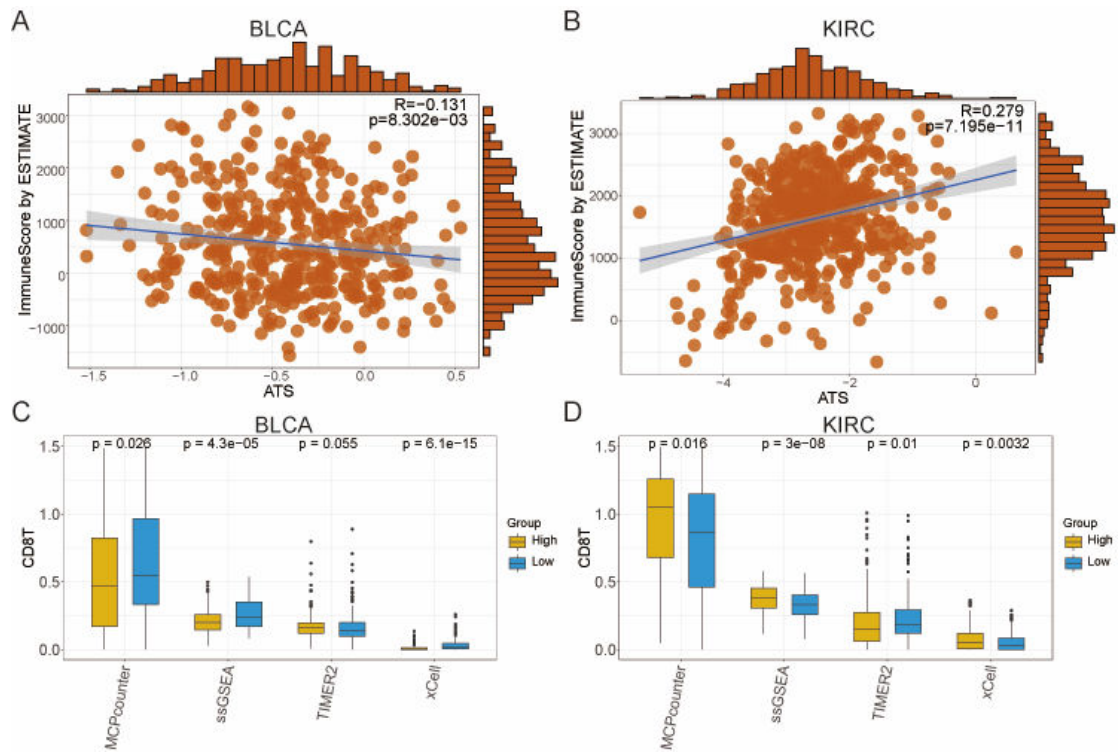 A
BLCA
R=−0.131
p=8.302e−03
ImmuneScore by ESTIMATE
3000
2000
1000
0
−1000
−1.5
−1.0
−0.5
0.0
0.5
ATS
B
KIRC
R=0.279
p=7.195e−11
ImmuneScore by ESTIMATE
3000
2000
1000
0
−4
−2
0
ATS
C
BLCA
p = 0.026
p = 4.3e−05
p = 0.055
p = 6.1e−15
CD8T
1.5
1.0
0.5
0.0
MCPcounter
ssGSEA
TIMER2
xCell
Group
High
Low
D
KIRC
p = 0.016
p = 3e−08
p = 0.01
p = 0.0032
CD8T
1.5
1.0
0.5
0.0
MCPcounter
ssGSEA
TIMER2
xCell
Group
High
Low